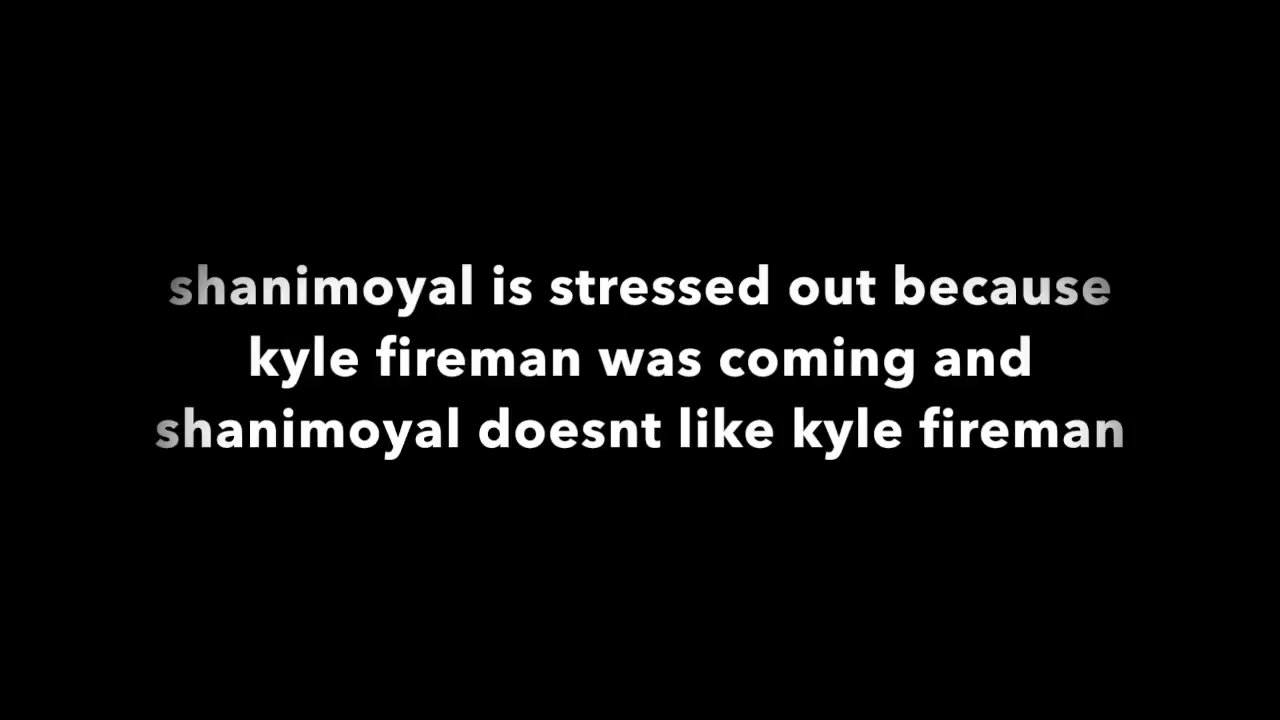 shanimoyal is stressed out because
kyle fireman was coming and
shanimoyal doesnt like kyle fireman